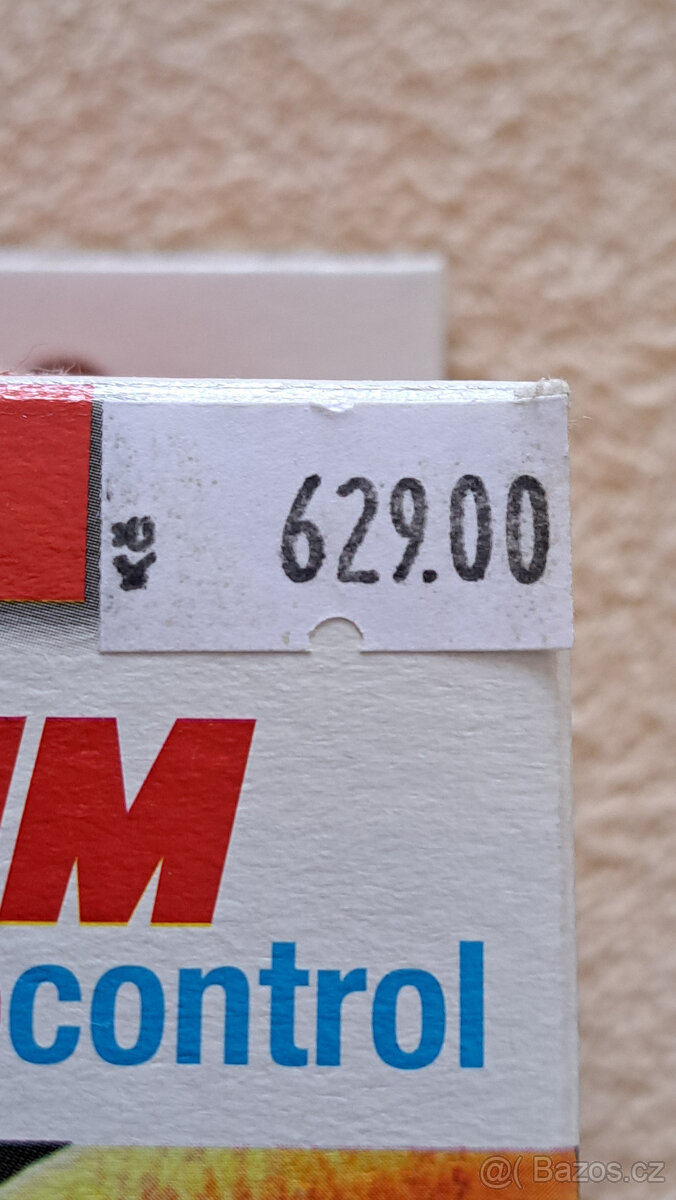 Kč 629.00
M
control
@( Bazos.cz